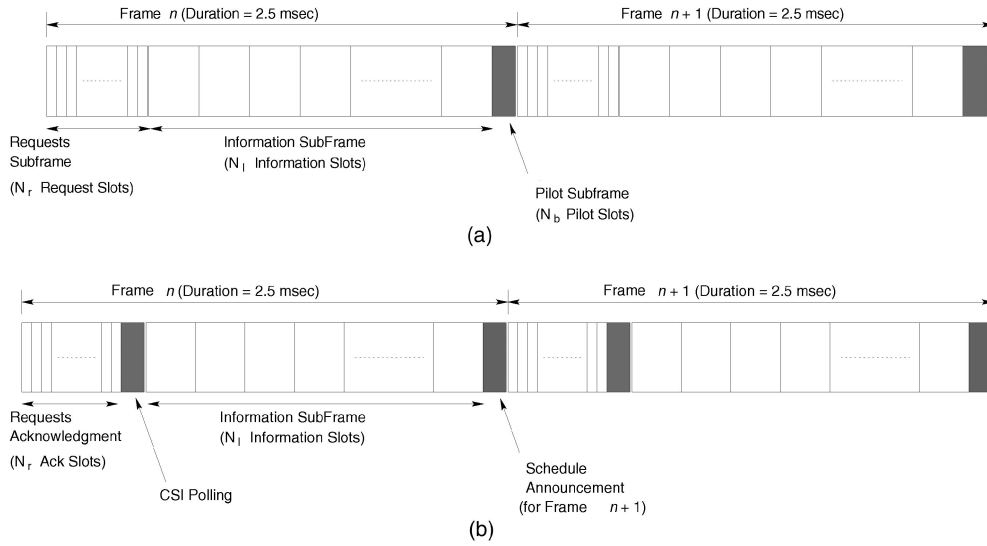 Frame n (Duration = 2.5 msec)
Frame n + 1 (Duration = 2.5 msec)
Requests
Subframe
(N r Request Slots)
Information SubFrame
(N I Information Slots)
Pilot Subframe
(N b Pilot Slots)
(a)
Frame n (Duration = 2.5 msec)
Frame n + 1 (Duration = 2.5 msec)
Requests
Acknowledgment
(N r Ack Slots)
CSI Polling
Information SubFrame
(N I Information Slots)
Schedule
Announcement
(for Frame n + 1)
(b)